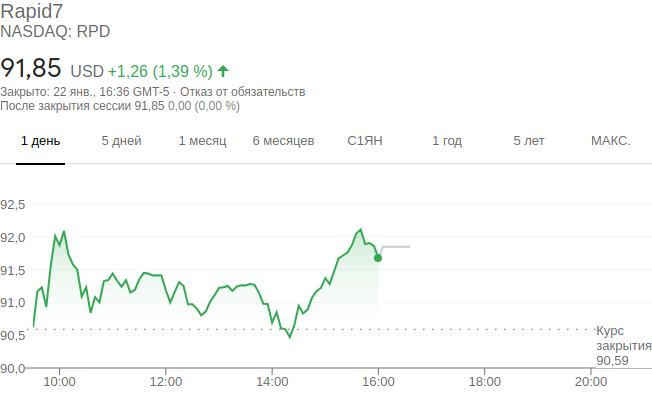 Rapid7
NASDAQ: RPD
91,85 USD +1,26 (1,39 %)
Закрыто: 22 янв., 16:36 GMT-5 · Отказ от обязательств
После закрытия сессии 91,85 0,00 (0,00 %)
1 день 5 дней 1 месяц 6 месяцев С1ЯН 1 год 5 лет МАКС.
92,5
92,0
91,5
91,0
90,5
Курс
закрытия
90,59
90,0
10:00 12:00 14:00 16:00 18:00 20:00